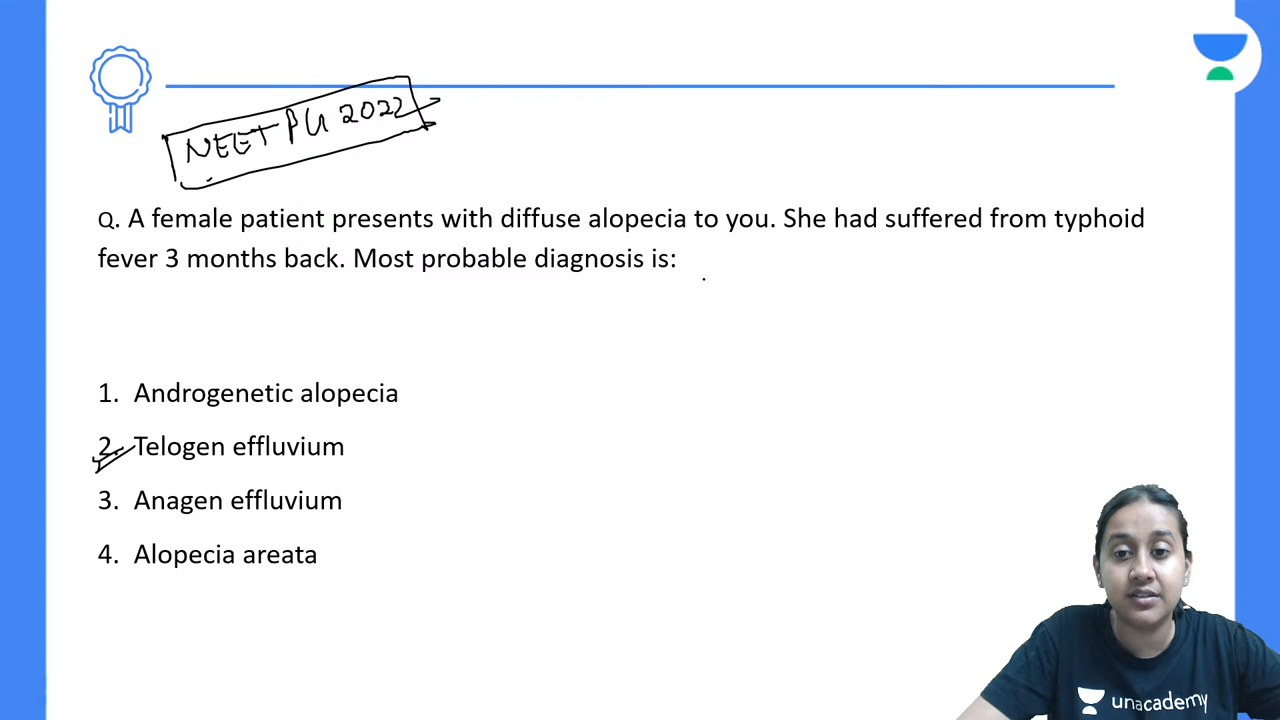 NEET PG 2022
Q. A female patient presents with diffuse alopecia to you. She had suffered from typhoid
fever 3 months back. Most probable diagnosis is:
1. Androgenetic alopecia
2. Telogen effluvium
3. Anagen effluvium
4. Alopecia areata
unacademy